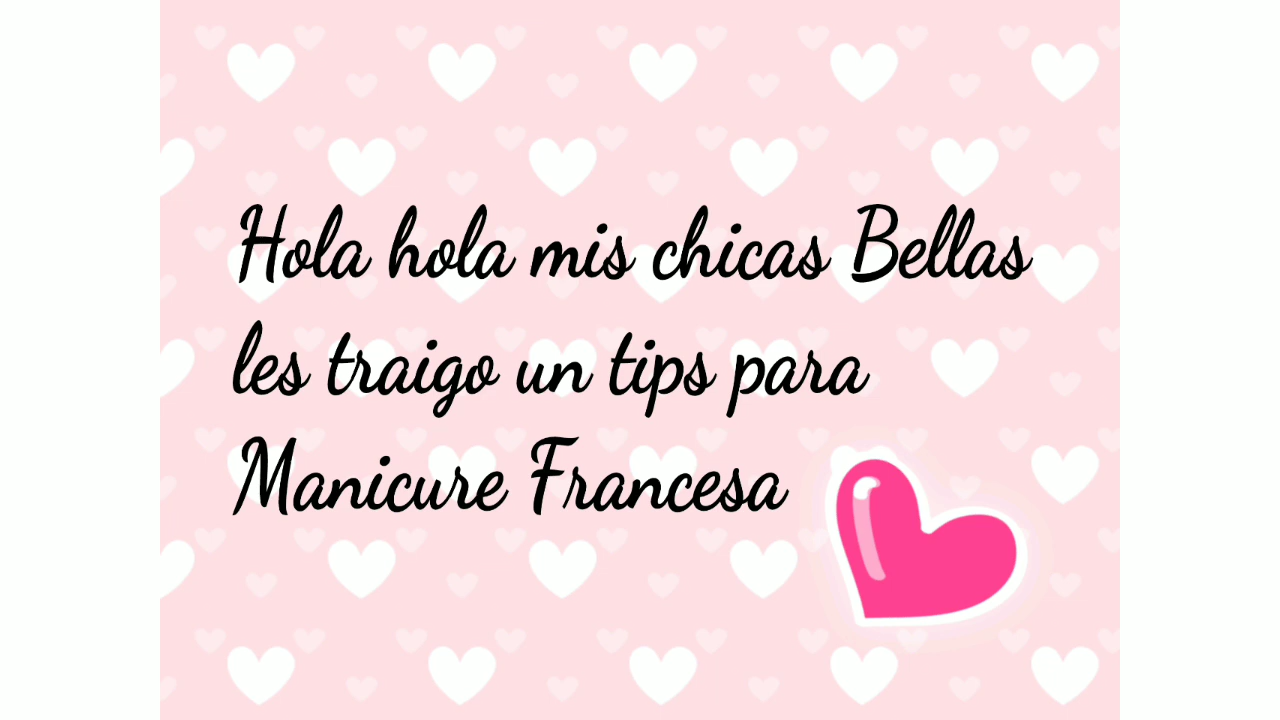 Hola hola mis chicas Bellas
les traigo un tips para
Manicure Francesa